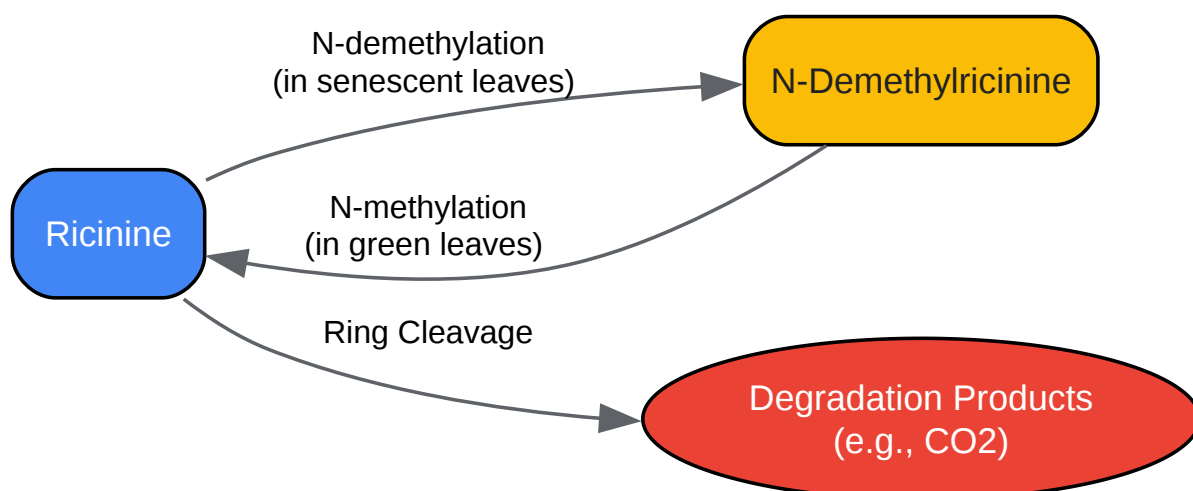 N-demethylation
(in senescent leaves)
N-Demethylricinine
Ricinine
N-methylation
(in green leaves)
Ring Cleavage
Degradation Products
(e.g., CO2)